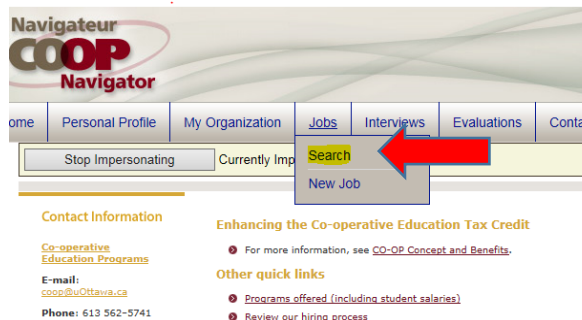 Navigateur
COOP
Navigator
ome Personal Profile My Organization Jobs Interviews Evaluations Conta
Stop Impersonating Currently Imp
Search
New Job
Contact Information
Co-operative
Education Programs
E-mail:
coop@uOttawa.ca
Phone: 613 562-5741
Enhancing the Co-operative Education Tax Credit
For more information, see CO-OP Concept and Benefits.
Other quick links
Programs offered (including student salaries)
Review our hiring process